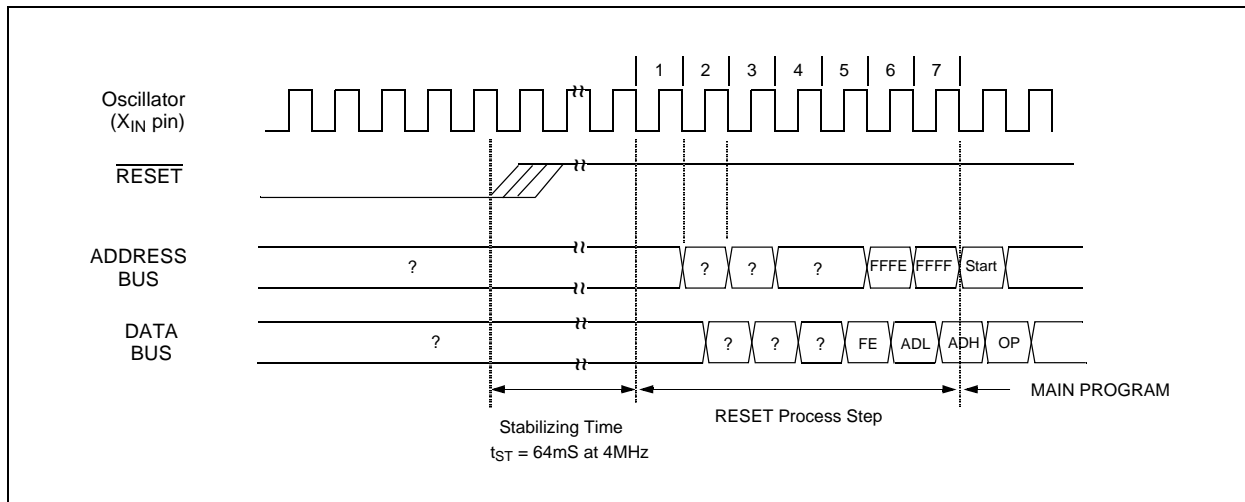 1 2 3 4 5 6 7
Oscillator
(XIN pin)
RESET
ADDRESS
BUS
? ? ? ? FFFE FFFF Start
DATA
BUS
? ? ? ? FE ADL ADH OP
MAIN PROGRAM
Stabilizing Time
tST = 64mS at 4MHz
RESET Process Step